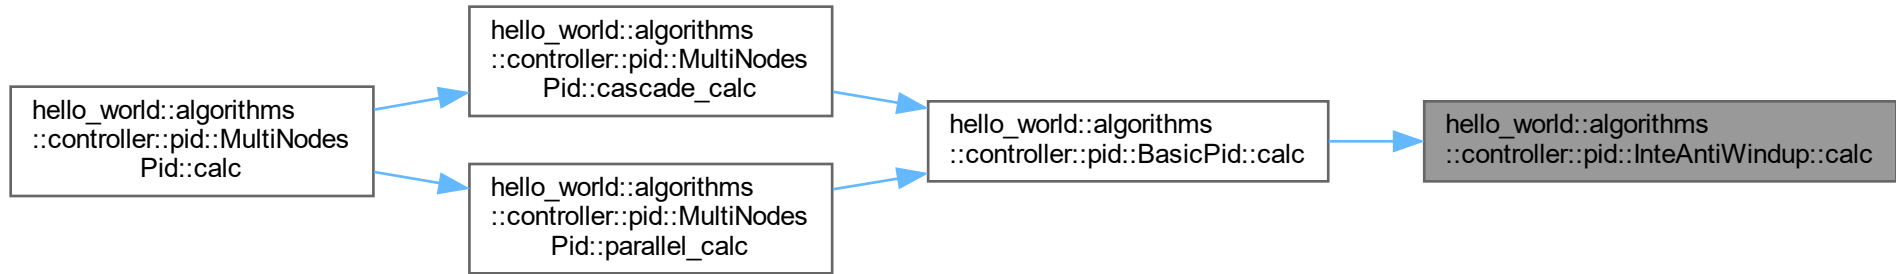 hello_world::algorithms
::controller::pid::MultiNodes
Pid::calc
hello_world::algorithms
::controller::pid::MultiNodes
Pid::cascade_calc
hello_world::algorithms
::controller::pid::MultiNodes
Pid::parallel_calc
hello_world::algorithms
::controller::pid::BasicPid::calc
hello_world::algorithms
::controller::pid::InteAntiWindup::calc